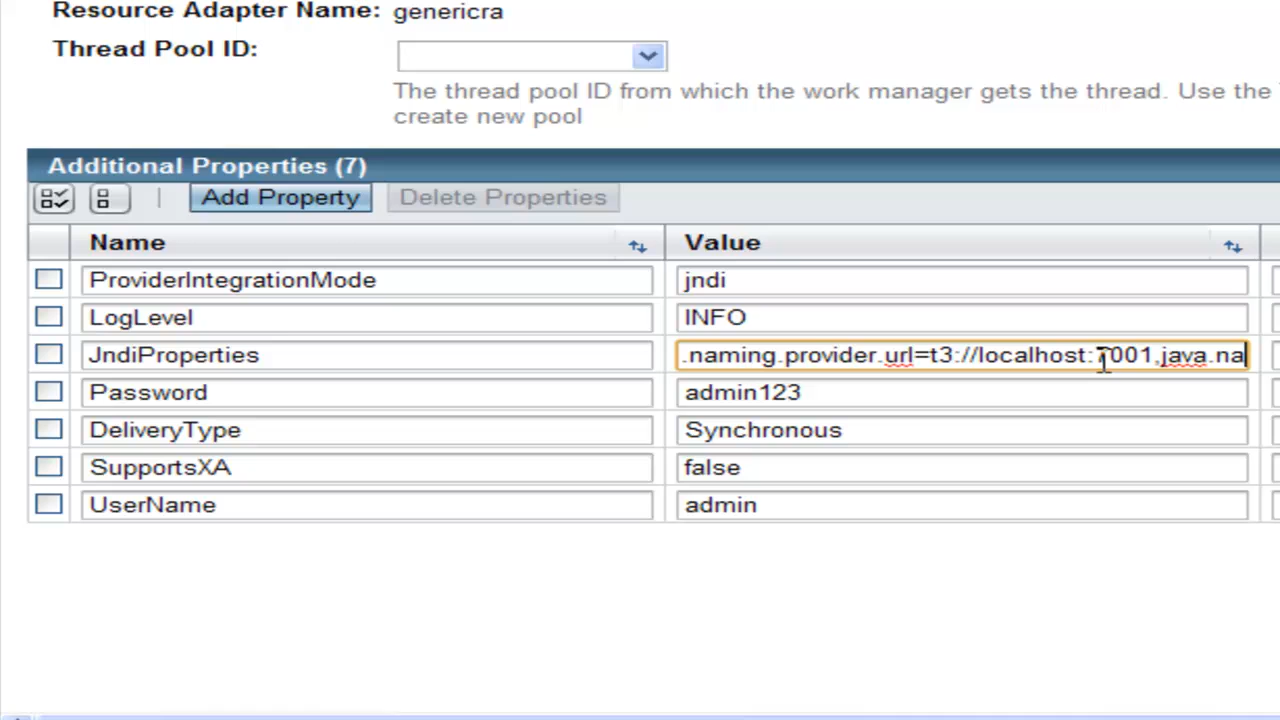 Resource Adapter Name: genericra
Thread Pool ID:
The thread pool ID from which the work manager gets the thread. Use the
create new pool
Additional Properties (7)
Add Property Delete Properties
Name Value
ProviderIntegrationMode jndi
LogLevel INFO
JndiProperties .naming.provider.url=t3://localhost:7001,java.na
Password admin123
DeliveryType Synchronous
SupportsXA false
UserName admin